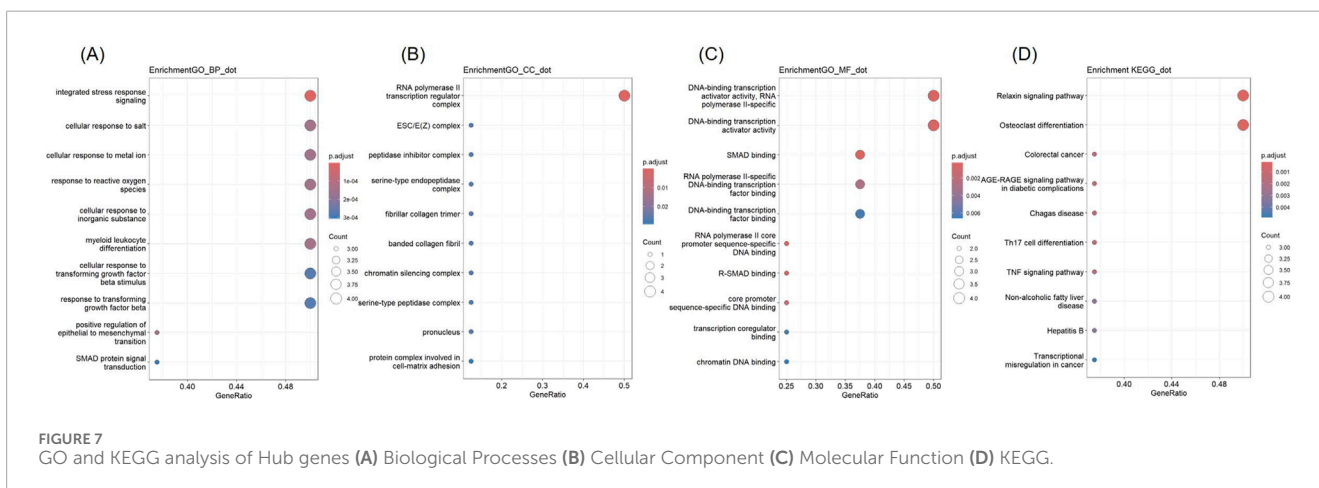 (A)
EnrichmentGO_BP_dot
integrated stress response
signaling
cellular response to salt
cellular response to metal ion
response to reactive oxygen
species
cellular response to
inorganic substance
myeloid leukocyte
differentiation
cellular response to
transforming growth factor
beta stimulus
response to transforming
growth factor beta
positive regulation of
epithelial to mesenchymal
transition
SMAD protein signal
transduction
0.40
0.44
0.48
GeneRatio
p.adjust
1e-04
2e-04
3e-04
Count
3.00
3.25
3.50
3.75
4.00
(B)
EnrichmentGO_CC_dot
RNA polymerase II
transcription regulator
complex
ESC/E(Z) complex
peptidase inhibitor complex
serine-type endopeptidase
complex
fibrillar collagen trimer
banded collagen fibril
chromatin silencing complex
serine-type peptidase complex
pronucleus
protein complex involved in
cell-matrix adhesion
0.2
0.3
0.4
0.5
GeneRatio
p.adjust
0.01
0.02
Count
1
2
3
4
(C)
EnrichmentGO_MF_dot
DNA-binding transcription
activator activity, RNA
polymerase II-specific
DNA-binding transcription
activator activity
SMAD binding
RNA polymerase II-specific
DNA-binding transcription
factor binding
DNA-binding transcription
factor binding
RNA polymerase II core
promoter sequence-specific
DNA binding
R-SMAD binding
core promoter
sequence-specific DNA binding
transcription coregulator
binding
chromatin DNA binding
0.25
0.30
0.35
0.40
0.45
0.50
GeneRatio
p.adjust
0.002
0.004
0.006
Count
2.0
2.5
3.0
3.5
4.0
(D)
Enrichment KEGG_dot
Relaxin signaling pathway
Osteoclast differentiation
Colorectal cancer
AGE-RAGE signaling pathway
in diabetic complications
Chagas disease
Th17 cell differentiation
TNF signaling pathway
Non-alcoholic fatty liver
disease
Hepatitis B
Transcriptional
misregulation in cancer
0.40
0.44
0.48
GeneRatio
p.adjust
0.001
0.002
0.003
0.004
Count
3.00
3.25
3.50
3.75
4.00
FIGURE 7
GO and KEGG analysis of Hub genes (A) Biological Processes (B) Cellular Component (C) Molecular Function (D) KEGG.